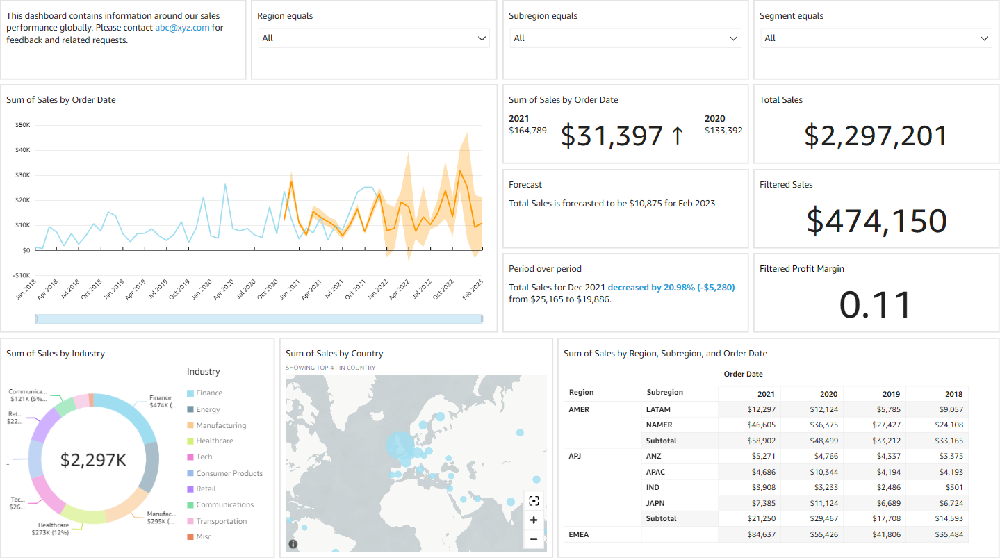 This dashboard contains information around our sales
performance globally. Please contact abc@xyz.com for
feedback and related requests.
Region equals
All
Subregion equals
All
Segment equals
All
Sum of Sales by Order Date
$50K
$40K
$30K
$20K
$10K
$0
-$10K
Jan 2018
Apr 2018
Jul 2018
Oct 2018
Jan 2019
Apr 2019
Jul 2019
Oct 2019
Jan 2020
Apr 2020
Jul 2020
Oct 2020
Jan 2021
Apr 2021
Jul 2021
Oct 2021
Jan 2022
Apr 2022
Jul 2022
Oct 2022
Feb 2023
Sum of Sales by Order Date
2021
$164,789
$31,397 ↑
2020
$133,392
Total Sales
$2,297,201
Forecast
Total Sales is forecasted to be $10,875 for Feb 2023
Filtered Sales
$474,150
Period over period
Total Sales for Dec 2021 decreased by 20.98% (-$5,280)
from $25,165 to $19,886.
Filtered Profit Margin
0.11
Sum of Sales by Industry
Communica...
$121K (5%...
Ret...
$22...
..
..
Tec...
$26...
Healthcare
$273K (12%)
Manufac...
$295K (...
Finance
$474K (...
$2,297K
Industry
Finance
Energy
Manufacturing
Healthcare
Tech
Consumer Products
Retail
Communications
Transportation
Misc
Sum of Sales by Country
SHOWING TOP 41 IN COUNTRY
Sum of Sales by Region, Subregion, and Order Date
Order Date
Region Subregion 2021 2020 2019 2018
AMER LATAM $12,297 $12,124 $5,785 $9,057
NAMER $46,605 $36,375 $27,427 $24,108
Subtotal $58,902 $48,499 $33,212 $33,165
APJ ANZ $5,271 $4,766 $4,337 $3,375
APAC $4,686 $10,344 $4,194 $4,193
IND $3,908 $3,233 $2,486 $301
JAPN $7,385 $11,124 $6,689 $6,724
Subtotal $21,250 $29,467 $17,708 $14,593
EMEA $84,637 $55,426 $41,806 $35,484